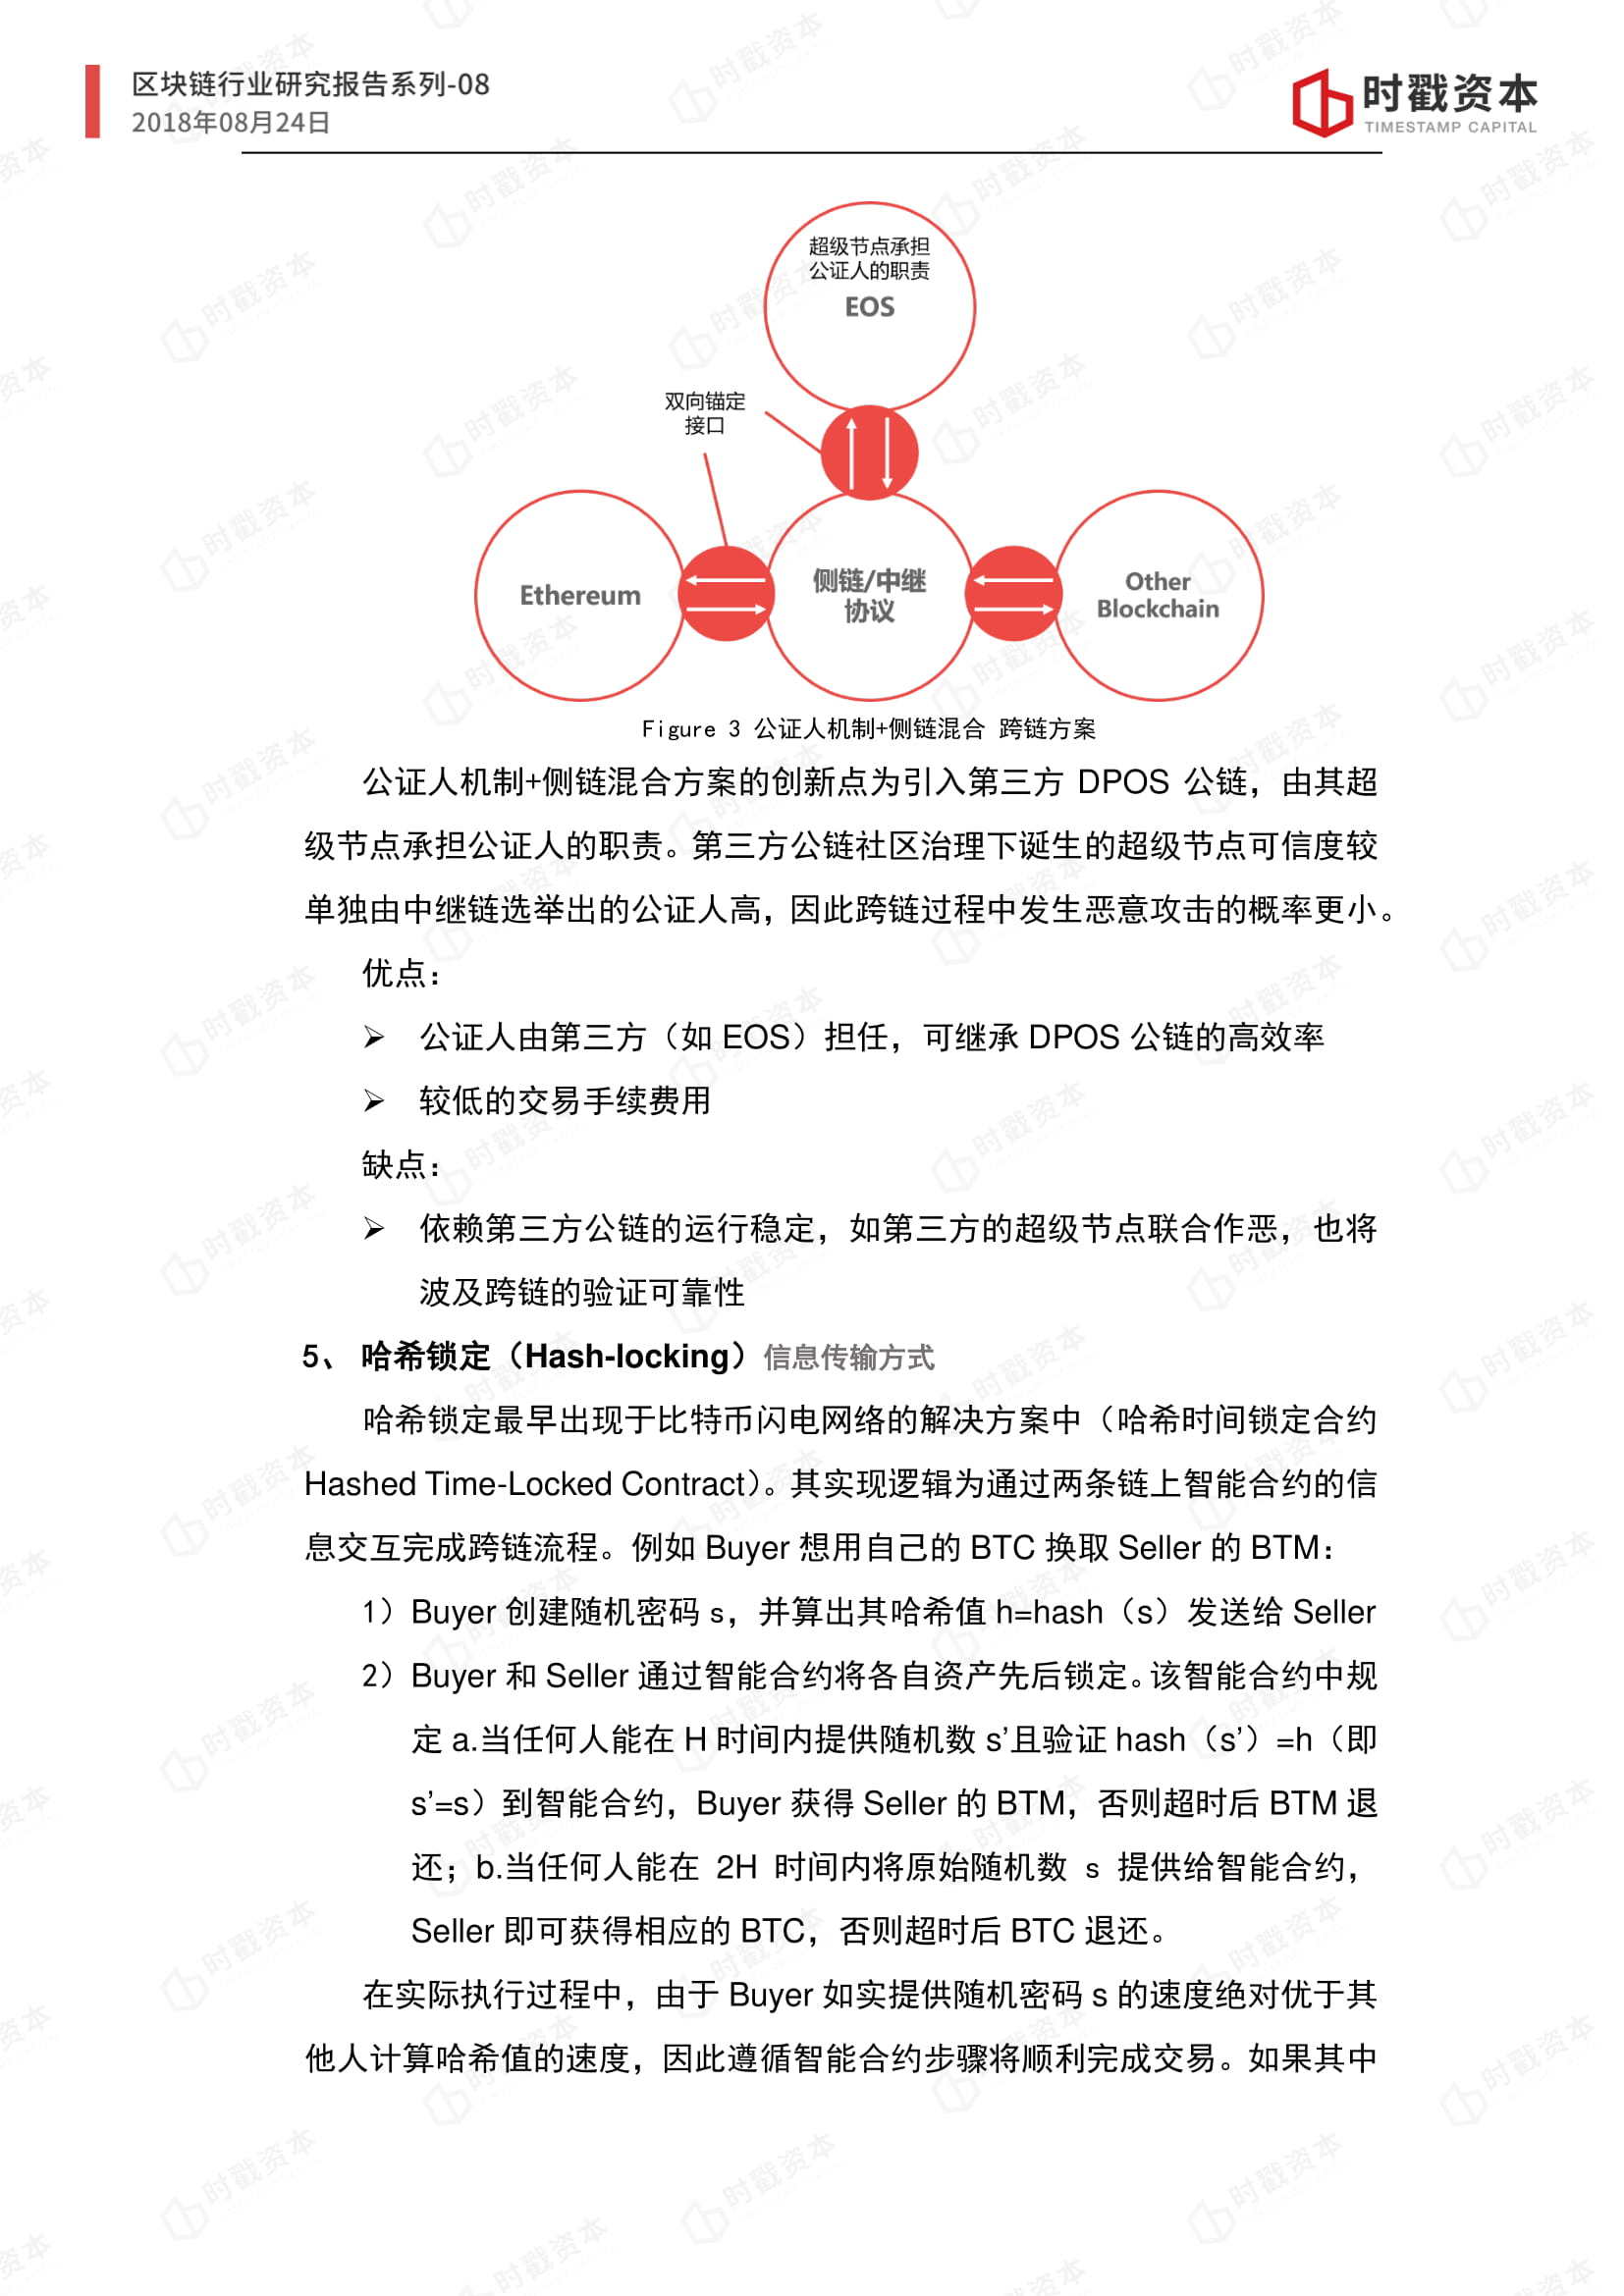 区块链行业研究报告系列-08
2018年08月24日
时戳资本
TIMESTAMP CAPITAL
超级节点承担
公证人的职责
EOS
双向锚定
接口
Ethereum
侧链/中继
协议
Other
Blockchain
Figure 3 公证人机制+侧链混合 跨链方案
公证人机制+侧链混合方案的创新点为引入第三方 DPOS 公链，由其超
级节点承担公证人的职责。第三方公链社区治理下诞生的超级节点可信度较
单独由中继链选举出的公证人高，因此跨链过程中发生恶意攻击的概率更小。
优点：
➢ 公证人由第三方（如 EOS）担任，可继承 DPOS 公链的高效率
➢ 较低的交易手续费用
缺点：
➢ 依赖第三方公链的运行稳定，如第三方的超级节点联合作恶，也将
波及跨链的验证可靠性
5、 哈希锁定（Hash-locking）信息传输方式
哈希锁定最早出现于比特币闪电网络的解决方案中（哈希时间锁定合约
Hashed Time-Locked Contract）。其实现逻辑为通过两条链上智能合约的信
息交互完成跨链流程。例如 Buyer 想用自己的 BTC 换取 Seller 的 BTM：
1）Buyer 创建随机密码 s，并算出其哈希值 h=hash（s）发送给 Seller
2）Buyer 和 Seller 通过智能合约将各自资产先后锁定。该智能合约中规
定 a.当任何人能在 H 时间内提供随机数 s’且验证 hash（s’）=h（即
s’=s）到智能合约，Buyer 获得 Seller 的 BTM，否则超时后 BTM 退
还；b.当任何人能在 2H 时间内将原始随机数 s 提供给智能合约，
Seller 即可获得相应的 BTC，否则超时后 BTC 退还。
在实际执行过程中，由于 Buyer 如实提供随机密码 s 的速度绝对优于其
他人计算哈希值的速度，因此遵循智能合约步骤将顺利完成交易。如果其中